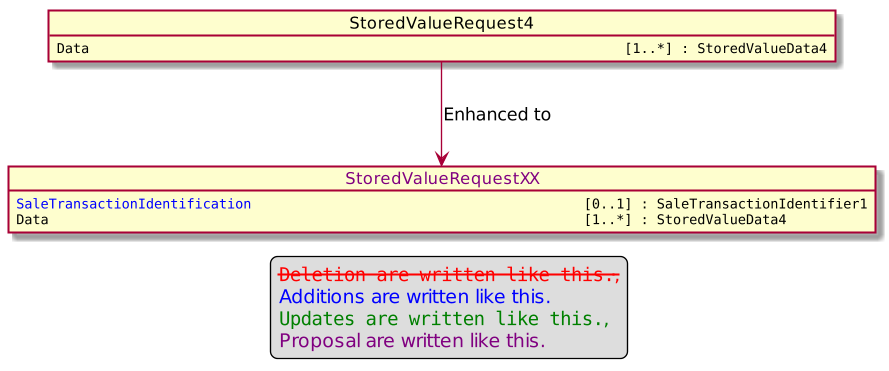 StoredValueRequest4
Data [1..*] : StoredValueData4
Enhanced to
StoredValueRequestXX
SaleTransactionIdentification [0..1] : SaleTransactionIdentifier1
Data [1..*] : StoredValueData4
Deletion are written like this.;
Additions are written like this.
Updates are written like this.,
Proposal are written like this.